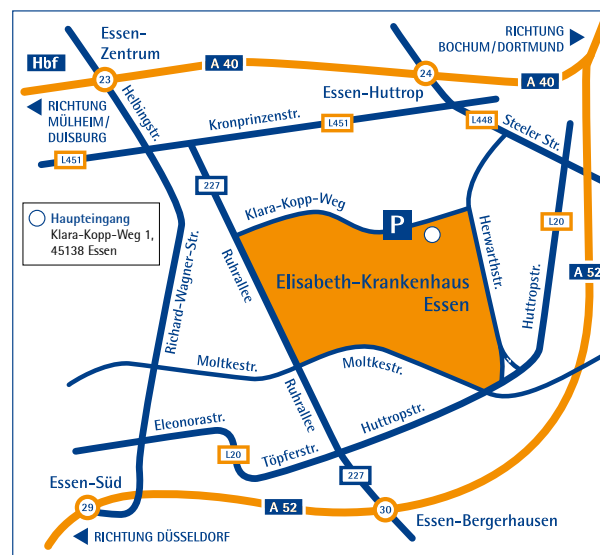 Essen-
Zentrum
RICHTUNG
BOCHUM/DORTMUND
Hbf
23
A 40
24
A 40
Essen-Huttrop
RICHTUNG
MÜLHEIM/
DUISBURG
Helbingstr.
Kronprinzenstr.
L451
L448
Steeler Str.
L451
227
Klara-Kopp-Weg
P
Herwarthstr.
L20
Haupteingang
Klara-Kopp-Weg 1,
45138 Essen
Richard-Wagner-Str.
Ruhrallee
Elisabeth-Krankenhaus
Essen
Huttropstr.
A 52
Moltkestr.
Moltkestr.
Ruhrallee
Eleonorastr.
Huttropstr.
L20
Töpferstr.
Essen-Süd
227
29
A 52
30
Essen-Bergerhausen
RICHTUNG DÜSSELDORF